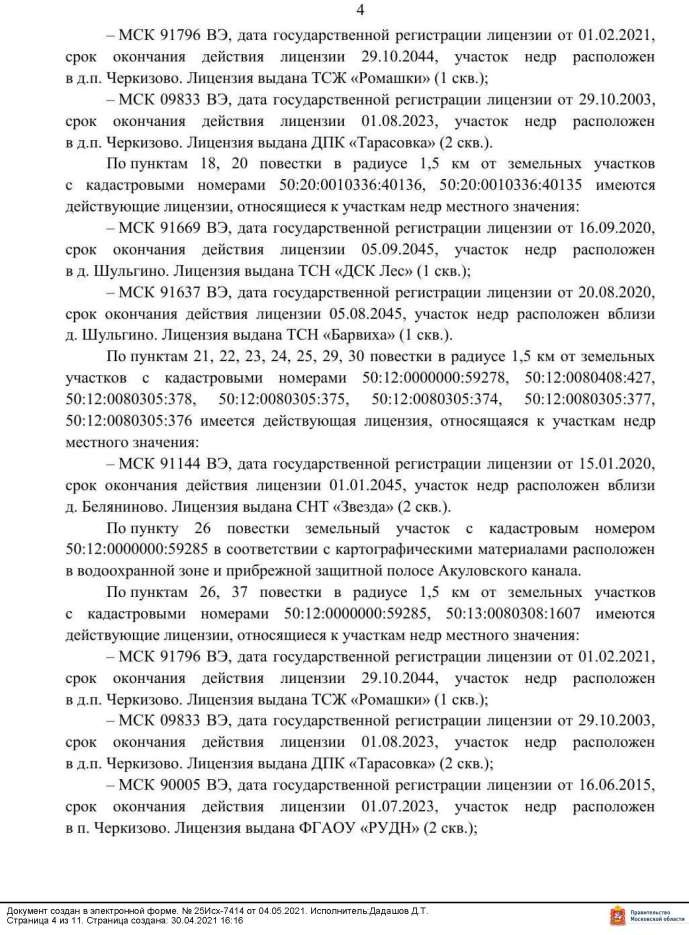 4
– МСК 91796 ВЭ, дата государственной регистрации лицензии от 01.02.2021,
срок окончания действия лицензии 29.10.2044, участок недр расположен
в д.п. Черкизово. Лицензия выдана ТСЖ «Ромашки» (1 скв.);
– МСК 09833 ВЭ, дата государственной регистрации лицензии от 29.10.2003,
срок окончания действия лицензии 01.08.2023, участок недр расположен
в д.п. Черкизово. Лицензия выдана ДПК «Тарасовка» (2 скв.).
По пунктам 18, 20 повестки в радиусе 1,5 км от земельных участков
с кадастровыми номерами 50:20:0010336:40136, 50:20:0010336:40135 имеются
действующие лицензии, относящиеся к участкам недр местного значения:
– МСК 91669 ВЭ, дата государственной регистрации лицензии от 16.09.2020,
срок окончания действия лицензии 05.09.2045, участок недр расположен
в д. Шульгино. Лицензия выдана ТСН «ДСК Лес» (1 скв.);
– МСК 91637 ВЭ, дата государственной регистрации лицензии от 20.08.2020,
срок окончания действия лицензии 05.08.2045, участок недр расположен вблизи
д. Шульгино. Лицензия выдана ТСН «Барвиха» (1 скв.).
По пунктам 21, 22, 23, 24, 25, 29, 30 повестки в радиусе 1,5 км от земельных
участков с кадастровыми номерами 50:12:0000000:59278, 50:12:0080408:427,
50:12:0080305:378, 50:12:0080305:375, 50:12:0080305:374, 50:12:0080305:377,
50:12:0080305:376 имеется действующая лицензия, относящаяся к участкам недр
местного значения:
– МСК 91144 ВЭ, дата государственной регистрации лицензии от 15.01.2020,
срок окончания действия лицензии 01.01.2045, участок недр расположен вблизи
д. Беляниново. Лицензия выдана СНТ «Звезда» (2 скв.).
По пункту 26 повестки земельный участок с кадастровым номером
50:12:0000000:59285 в соответствии с картографическими материалами расположен
в водоохранной зоне и прибрежной защитной полосе Акуловского канала.
По пунктам 26, 37 повестки в радиусе 1,5 км от земельных участков
с кадастровыми номерами 50:12:0000000:59285, 50:13:0080308:1607 имеются
действующие лицензии, относящиеся к участкам недр местного значения:
– МСК 91796 ВЭ, дата государственной регистрации лицензии от 01.02.2021,
срок окончания действия лицензии 29.10.2044, участок недр расположен
в д.п. Черкизово. Лицензия выдана ТСЖ «Ромашки» (1 скв.);
– МСК 09833 ВЭ, дата государственной регистрации лицензии от 29.10.2003,
срок окончания действия лицензии 01.08.2023, участок недр расположен
в д.п. Черкизово. Лицензия выдана ДПК «Тарасовка» (2 скв.);
– МСК 90005 ВЭ, дата государственной регистрации лицензии от 16.06.2015,
срок окончания действия лицензии 01.07.2023, участок недр расположен
в п. Черкизово. Лицензия выдана ФГАОУ «РУДН» (2 скв.);
Документ создан в электронной форме. № 25Исх-7414 от 04.05.2021. Исполнитель:Дадашов Д.Т.
Страница 4 из 11. Страница создана: 30.04.2021 16:16
Правительство
Московской области